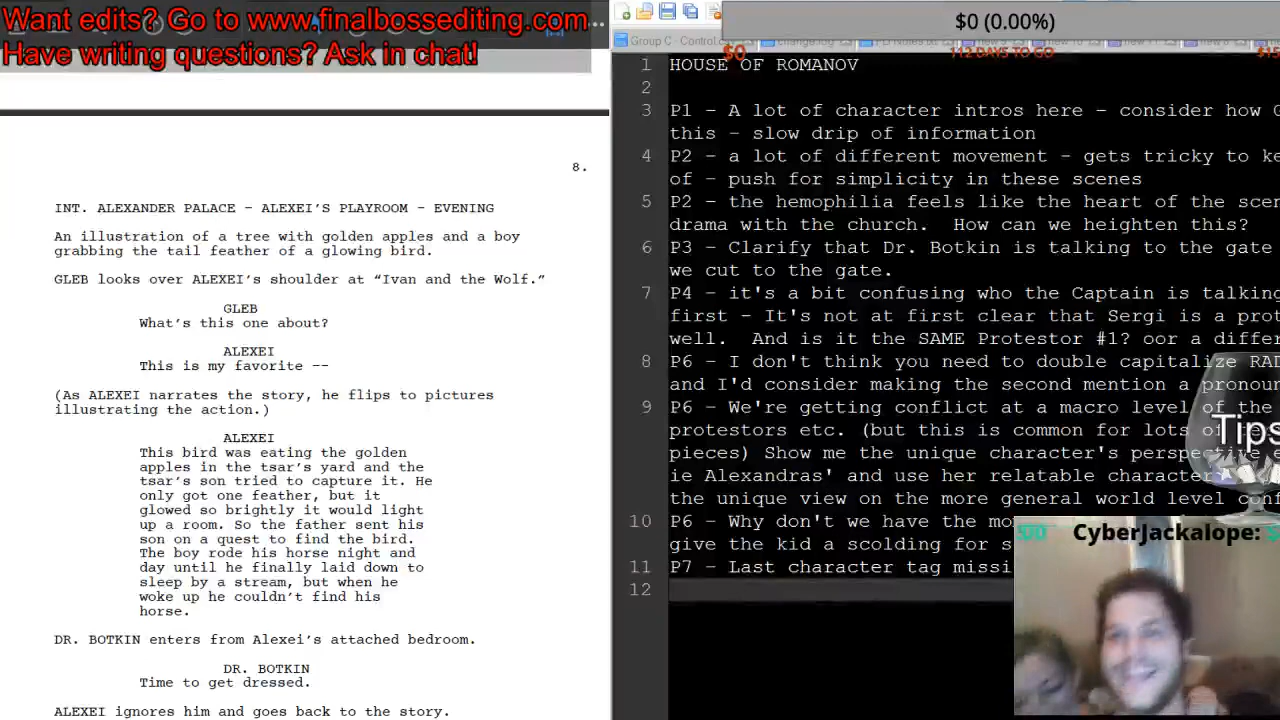 Want edits? Go to www.finalbossediting.com
Have writing questions? Ask in chat!
8.
INT. ALEXANDER PALACE – ALEXEI'S PLAYROOM – EVENING
An illustration of a tree with golden apples and a boy
grabbing the tail feather of a glowing bird.
GLEB looks over ALEXEI's shoulder at “Ivan and the Wolf.”
GLEB
What's this one about?
ALEXEI
This is my favorite --
(As ALEXEI narrates the story, he flips to pictures
illustrating the action.)
ALEXEI
This bird was eating the golden
apples in the tsar's yard and the
tsar's son tried to capture it. He
only got one feather, but it
glowed so brightly it would light
up a room. So the father sent his
son on a quest to find the bird.
The boy rode his horse night and
day until he finally laid down to
sleep by a stream, but when he
woke up he couldn't find his
horse.
DR. BOTKIN enters from Alexei's attached bedroom.
DR. BOTKIN
Time to get dressed.
ALEXEI ignores him and goes back to the story.
$0 (0.00%)
Group C - Control
change.log
$0
112 DAYS TO GO
1 HOUSE OF ROMANOV
2
3 P1 – A lot of character intros here – consider how
this – slow drip of information
4 P2 – a lot of different movement – gets tricky to
of – push for simplicity in these scenes
5 P2 – the hemophilia feels like the heart of the
drama with the church.  How can we heighten this?
6 P3 – Clarify that Dr. Botkin is talking to the gate
we cut to the gate.
7 P4 – it's a bit confusing who the Captain is
first – It's not at first clear that Sergi is a
well.  And is it the SAME Protestor #1? oor a
8 P6 – I don't think you need to double capitalize
and I'd consider making the second mention a
9 P6 – We're getting conflict at a macro level of the
protestors etc. (but this is common for lots of
pieces) Show me the unique character's
ie Alexandras' and use her relatable
the unique view on the more general world level
10 P6 – Why don't we have the
give the kid a scolding for
11 P7 – Last character tag
12
Tips
CyberJackalope: